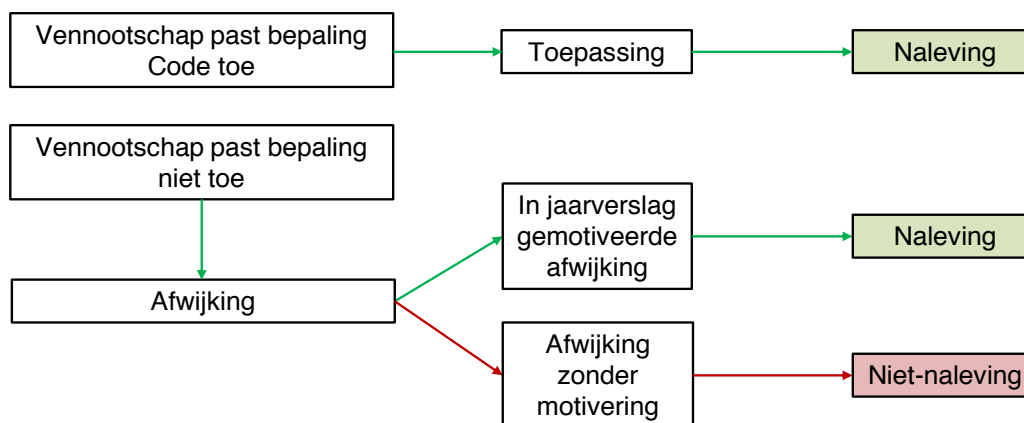 Vennootschap past bepaling
Code toe
Toepassing
Naleving
Vennootschap past bepaling
niet toe
In jaarverslag
gemotiveerde
afwijking
Naleving
Afwijking
Afwijking
zonder
motivering
Niet-naleving